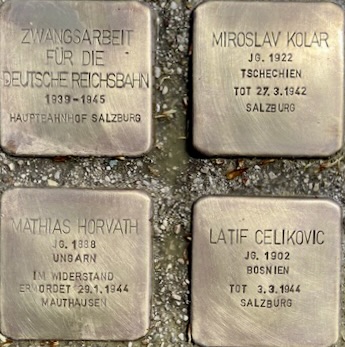 ZWANGSARBEIT
FÜR DIE
DEUTSCHE REICHSBAHN
1939-1945
HAUPTBAHNHOF SALZBURG
MIROSLAV KOLAR
JG. 1922
TSCHECHIEN
TOT 27.3.1942
SALZBURG
MATHIAS HORVATH
JG. 1888
UNGARN
IM WIDERSTAND
ERMORDET 29.1.1944
MAUTHAUSEN
LATIF CELIKOVIC
JG. 1902
BOSNIEN
TOT 3.3.1944
SALZBURG